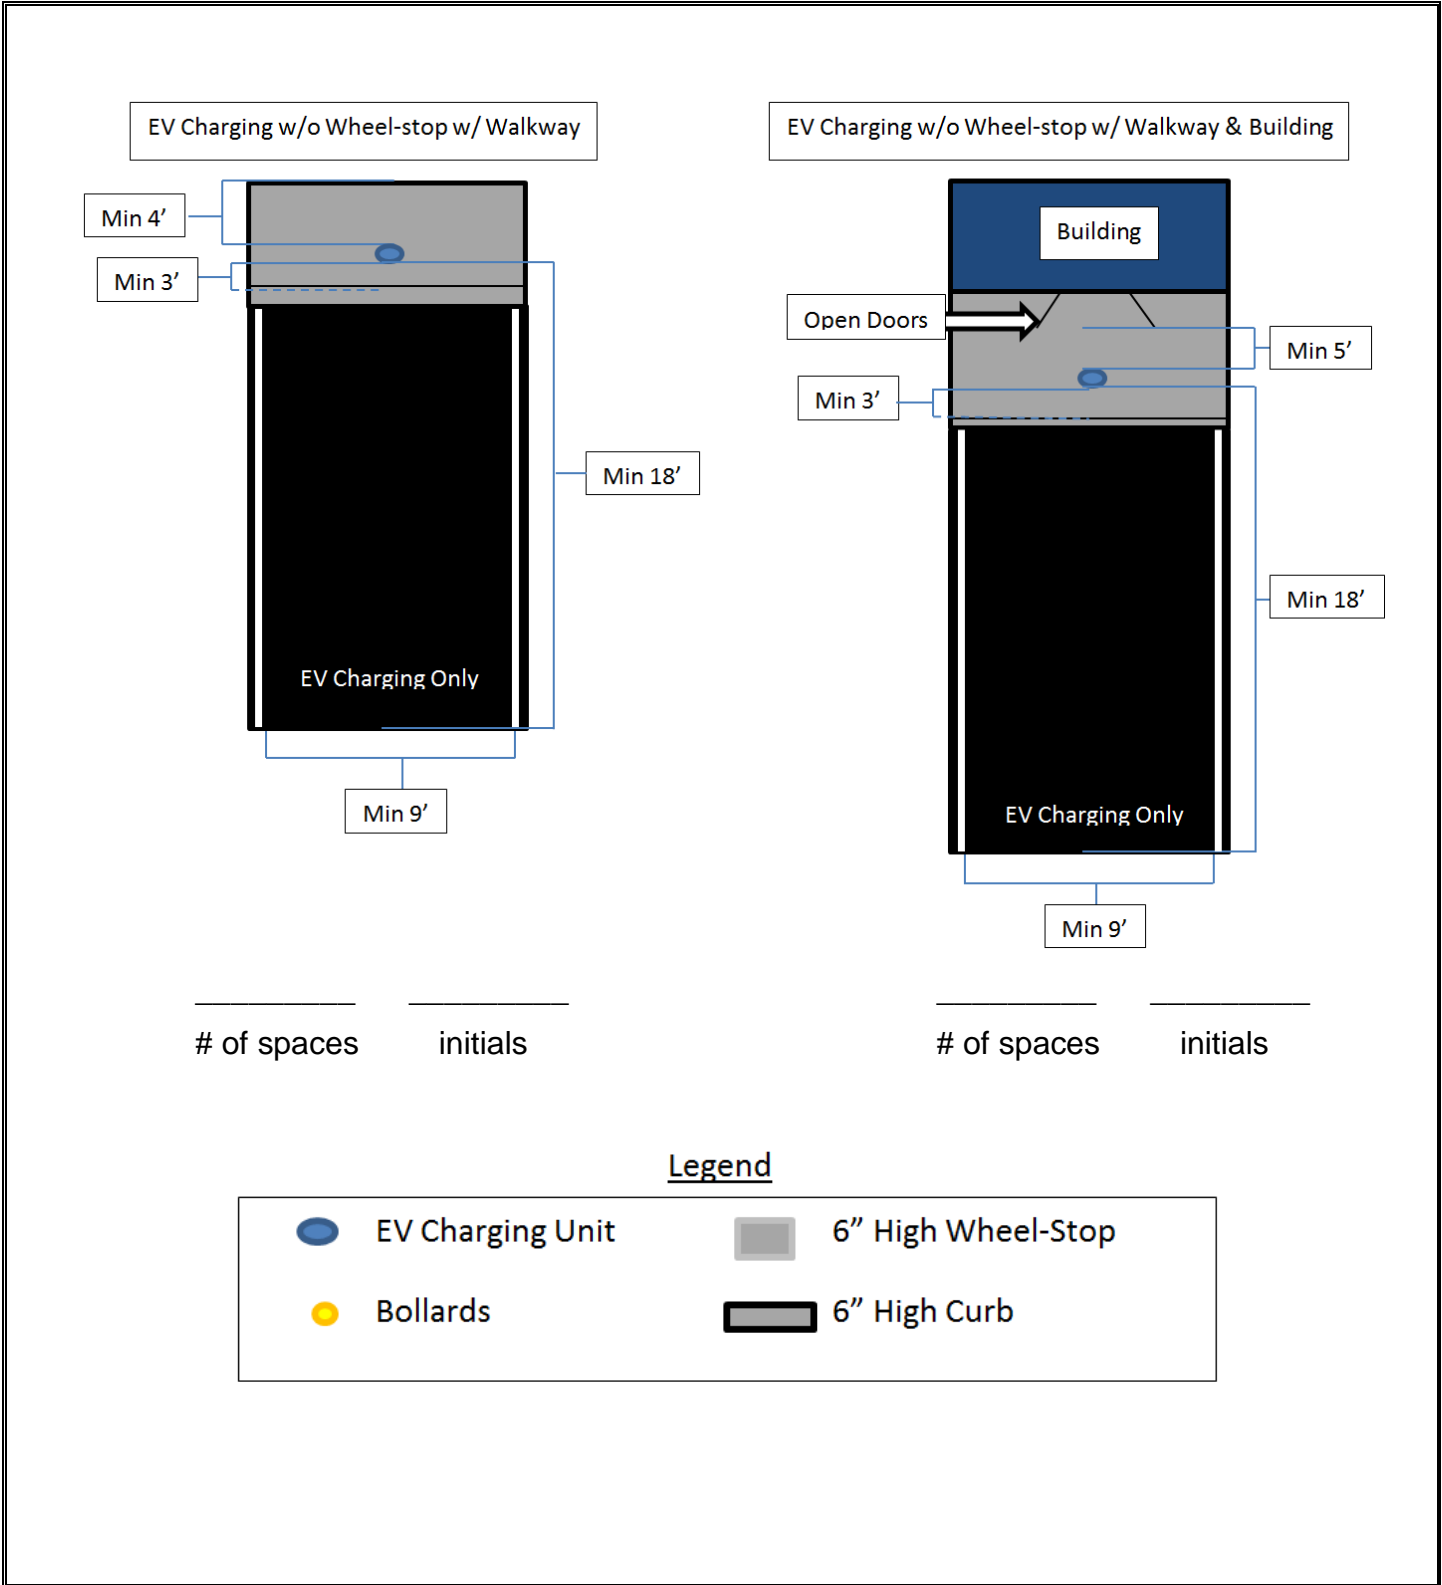 EV Charging w/o Wheel-stop w/ Walkway
Min 4’
Min 3’
Min 18’
EV Charging Only
Min 9’
# of spaces initials
EV Charging w/o Wheel-stop w/ Walkway & Building
Building
Open Doors
Min 5’
Min 3’
Min 18’
EV Charging Only
Min 9’
# of spaces initials
Legend
EV Charging Unit
6” High Wheel-Stop
Bollards
6” High Curb